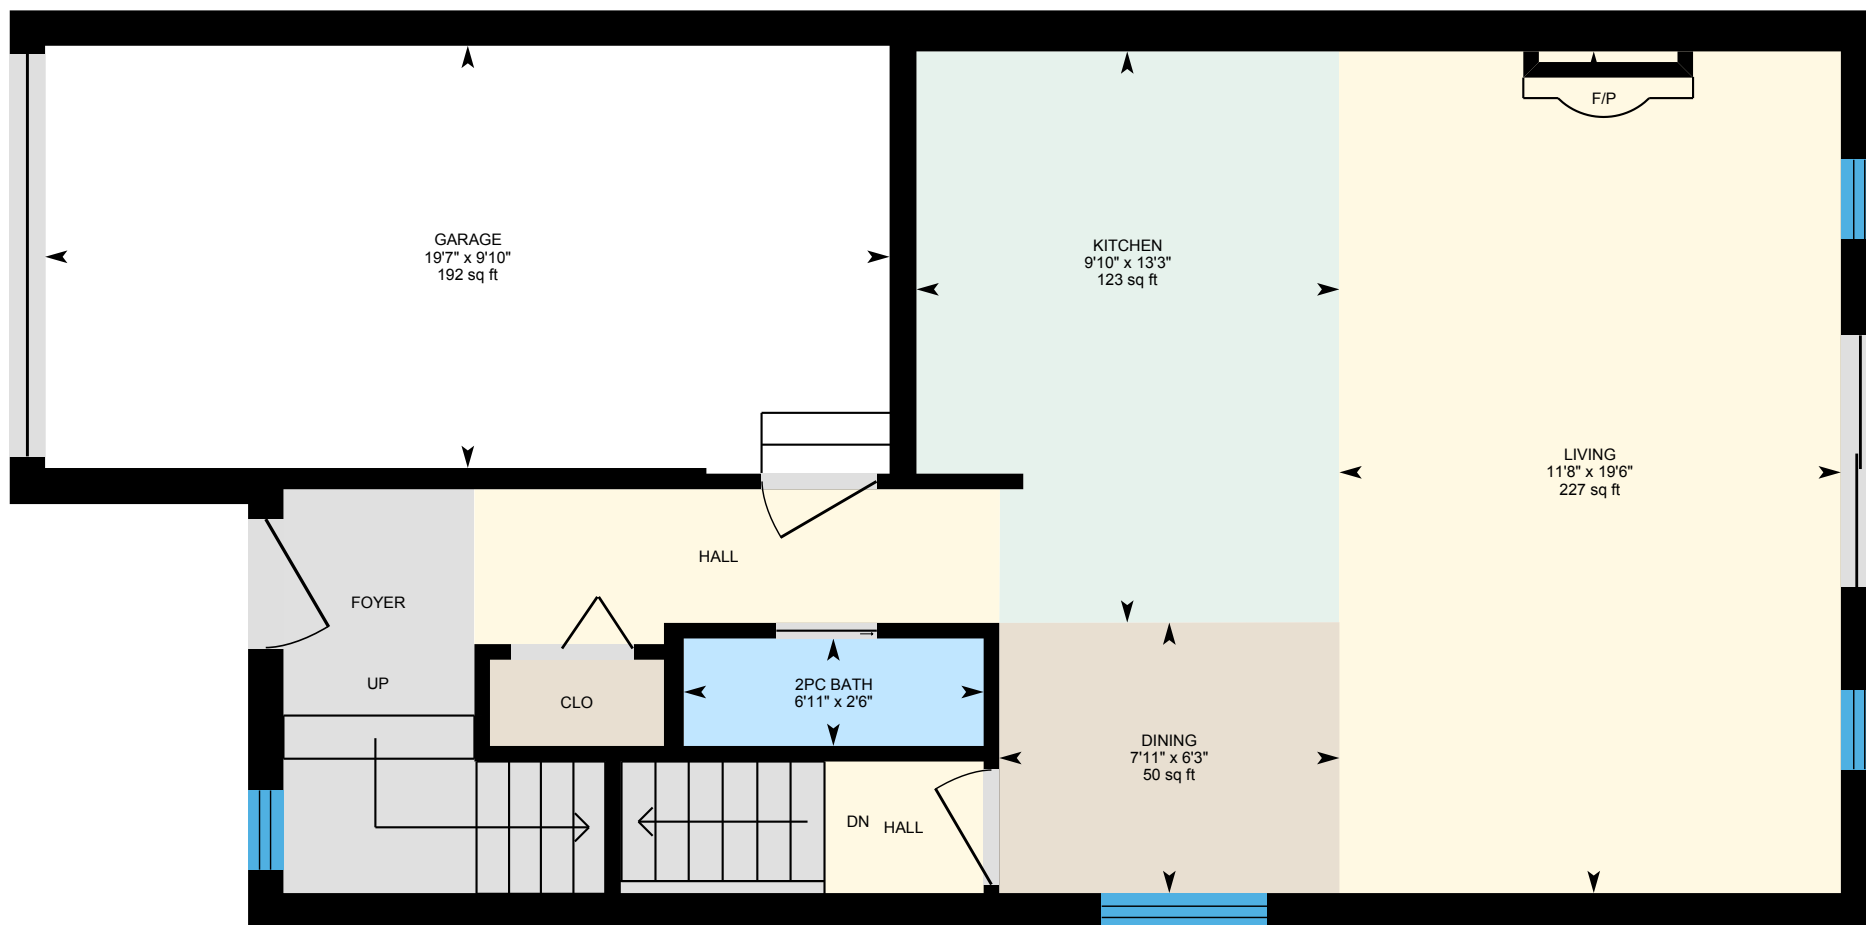 F/P
GARAGE
19'7" x 9'10"
192 sq ft
KITCHEN
9'10" x 13'3"
123 sq ft
LIVING
11'8" x 19'6"
227 sq ft
HALL
FOYER
UP
CLO
2PC BATH
6'11" x 2'6"
DINING
7'11" x 6'3"
50 sq ft
DN
HALL